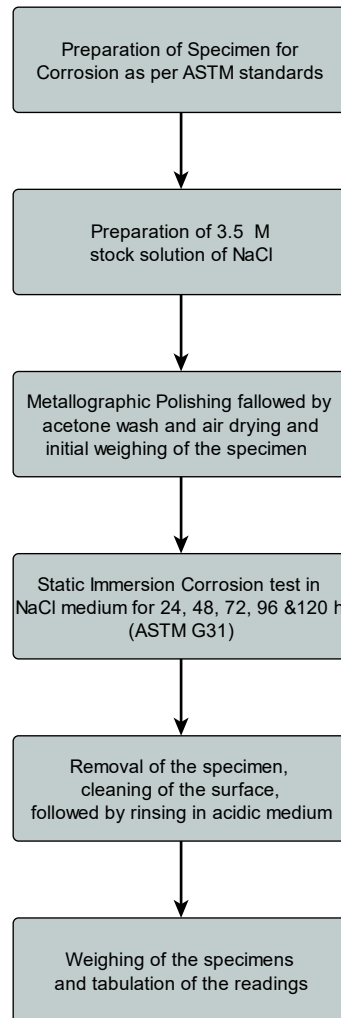 Preparation of Specimen for
Corrosion as per ASTM standards
Preparation of 3.5 M
stock solution of NaCl
Metallographic Polishing fallowed by
acetone wash and air drying and
initial weighing of the specimen
Static Immersion Corrosion test in
NaCl medium for 24, 48, 72, 96 &120 h
(ASTM G31)
Removal of the specimen,
cleaning of the surface,
followed by rinsing in acidic medium
Weighing of the specimens
and tabulation of the readings